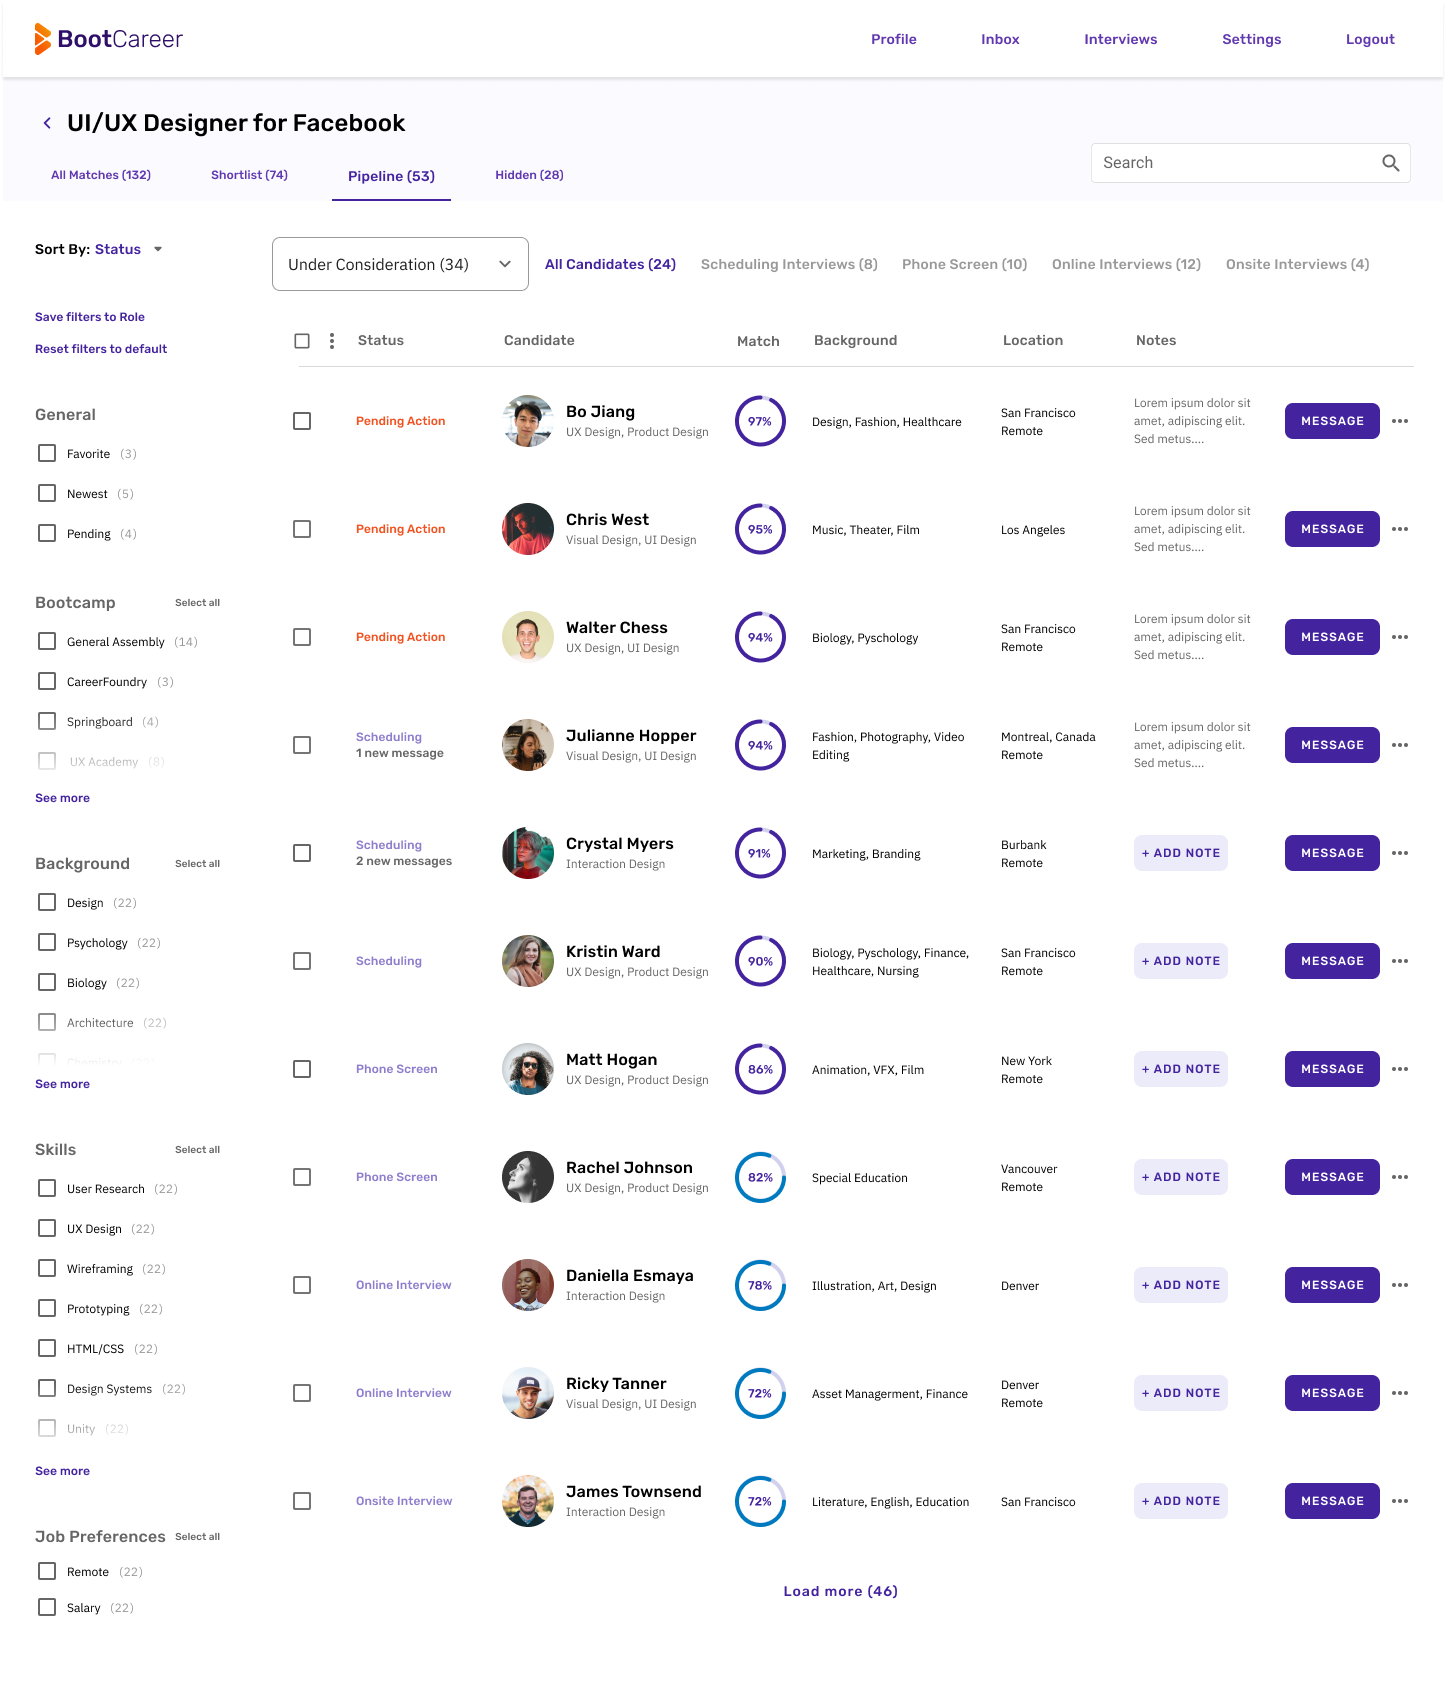 BootCareer
Profile
Inbox
Interviews
Settings
Logout
UI/UX Designer for Facebook
All Matches (132)
Shortlist (74)
Pipeline (53)
Hidden (28)
Search
Sort By: Status
Save filters to Role
Reset filters to default
General
Favorite (3)
Newest (5)
Pending (4)
Bootcamp
Select all
General Assembly (14)
CareerFoundry (3)
Springboard (4)
UX Academy (8)
See more
Background
Select all
Design (22)
Psychology (22)
Biology (22)
Architecture (22)
Chemistry
See more
Skills
Select all
User Research (22)
UX Design (22)
Wireframing (22)
Prototyping (22)
HTML/CSS (22)
Design Systems (22)
Unity (22)
See more
Job Preferences
Select all
Remote (22)
Salary (22)
Under Consideration (34)
All Candidates (24)
Scheduling Interviews (8)
Phone Screen (10)
Online Interviews (12)
Onsite Interviews (4)
Status
Candidate
Match
Background
Location
Notes
Pending Action
Bo Jiang
UX Design, Product Design
97%
Design, Fashion, Healthcare
San Francisco
Remote
Lorem ipsum dolor sit
amet, adipiscing elit.
Sed metus....
MESSAGE
Pending Action
Chris West
Visual Design, UI Design
95%
Music, Theater, Film
Los Angeles
Lorem ipsum dolor sit
amet, adipiscing elit.
Sed metus....
MESSAGE
Pending Action
Walter Chess
UX Design, UI Design
94%
Biology, Pyschology
San Francisco
Remote
Lorem ipsum dolor sit
amet, adipiscing elit.
Sed metus....
MESSAGE
Scheduling
1 new message
Julianne Hopper
Visual Design, UI Design
94%
Fashion, Photography, Video
Editing
Montreal, Canada
Remote
Lorem ipsum dolor sit
amet, adipiscing elit.
Sed metus....
MESSAGE
Scheduling
2 new messages
Crystal Myers
Interaction Design
91%
Marketing, Branding
Burbank
Remote
+ ADD NOTE
MESSAGE
Scheduling
Kristin Ward
UX Design, Product Design
90%
Biology, Pyschology, Finance,
Healthcare, Nursing
San Francisco
Remote
+ ADD NOTE
MESSAGE
Phone Screen
Matt Hogan
UX Design, Product Design
86%
Animation, VFX, Film
New York
Remote
+ ADD NOTE
MESSAGE
Phone Screen
Rachel Johnson
UX Design, Product Design
82%
Special Education
Vancouver
Remote
+ ADD NOTE
MESSAGE
Online Interview
Daniella Esmaya
Interaction Design
78%
Illustration, Art, Design
Denver
+ ADD NOTE
MESSAGE
Online Interview
Ricky Tanner
Visual Design, UI Design
72%
Asset Managerment, Finance
Denver
Remote
+ ADD NOTE
MESSAGE
Onsite Interview
James Townsend
Interaction Design
72%
Literature, English, Education
San Francisco
+ ADD NOTE
MESSAGE
Load more (46)